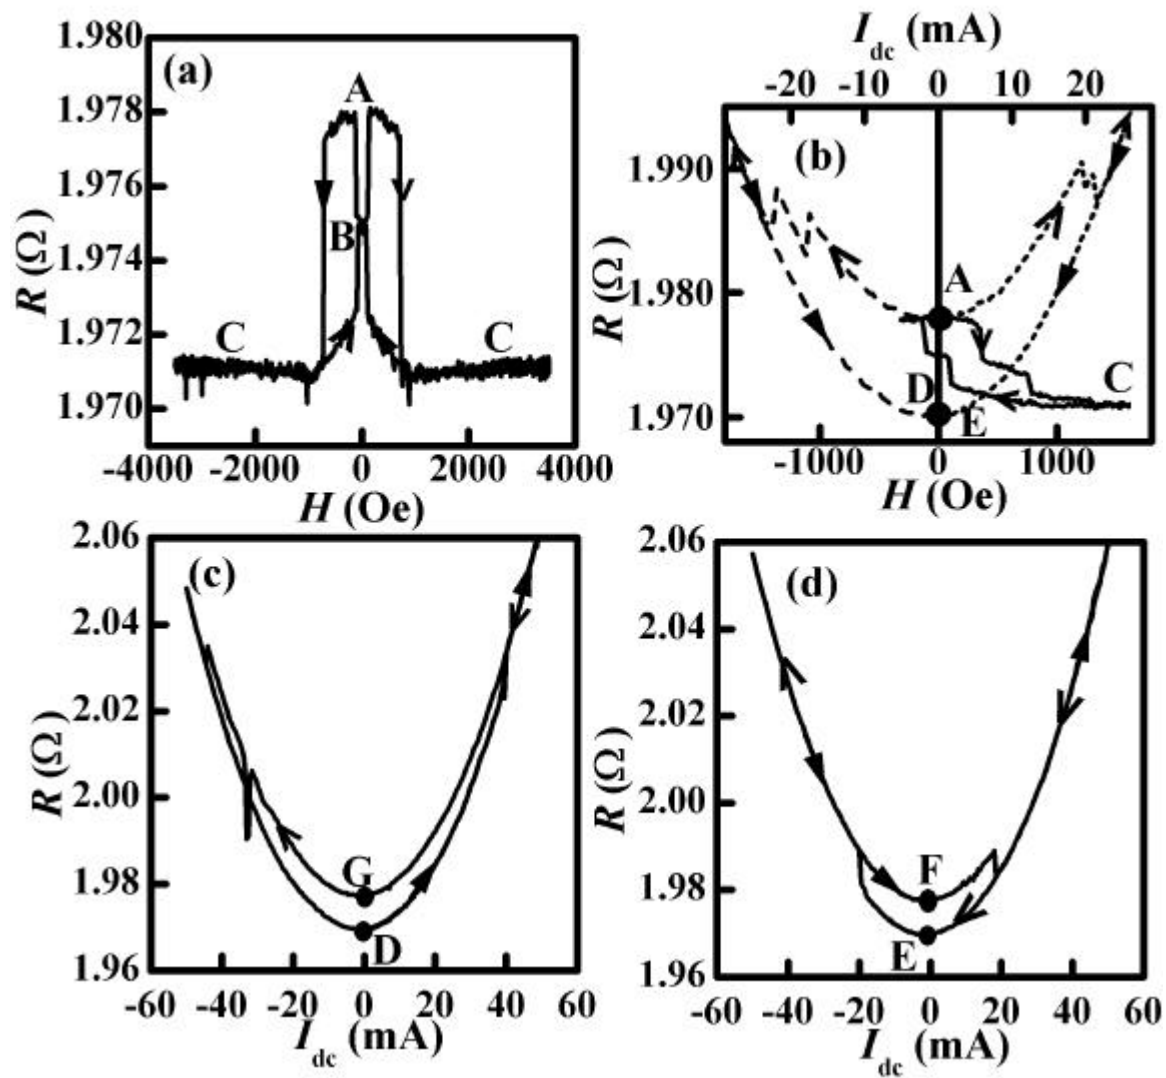 (a)
1.980
1.978
1.976
1.974
1.972
1.970
R (Ω)
A
B
C
C
-4000 -2000 0 2000 4000
H (Oe)
I dc (mA)
-20 -10 0 10 20
(b)
1.990
1.980
1.970
R (Ω)
A
D
E
C
-1000 0 1000
H (Oe)
(c)
2.06
2.04
2.02
2.00
1.98
1.96
R (Ω)
G
D
-60 -40 -20 0 20 40 60
I dc (mA)
(d)
2.06
2.04
2.02
2.00
1.98
1.96
R (Ω)
F
E
-60 -40 -20 0 20 40 60
I dc (mA)